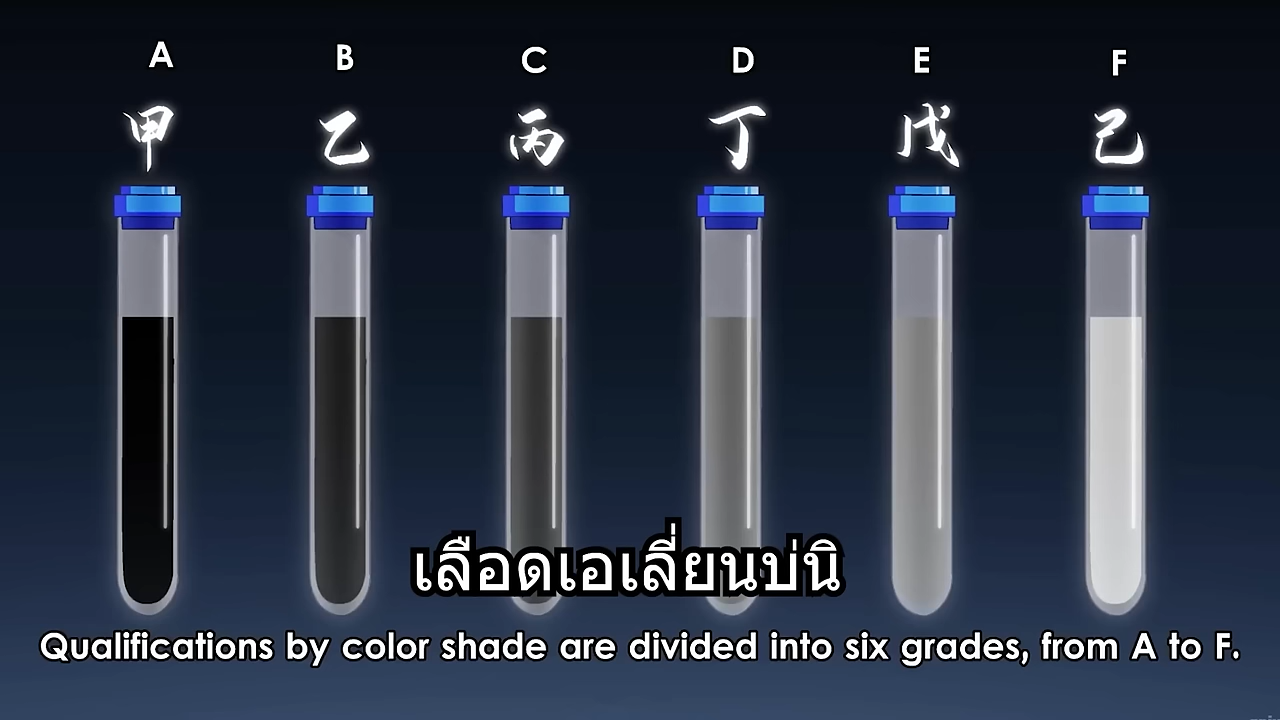 A B C D E F
甲 乙 丙 丁 戊 己
เลือดเอเลี่ยนบ่นิ
Qualifications by color shade are divided into six grades, from A to F.